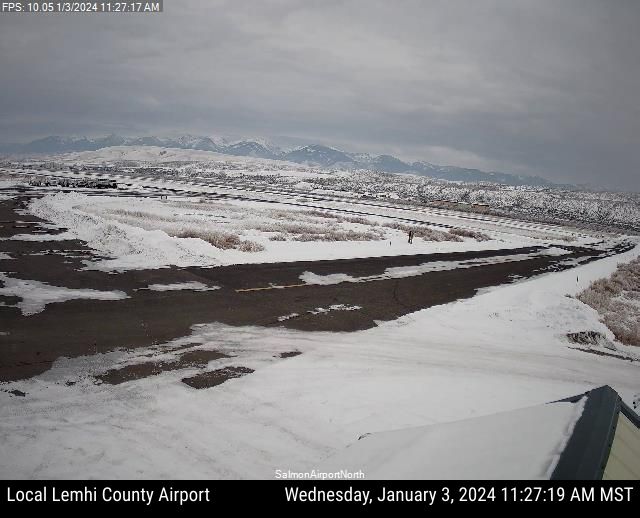 FPS: 10.05 1/3/2024 11:27:17 AM
SalmonAirportNorth
Local Lemhi County Airport Wednesday, January 3, 2024 11:27:19 AM MST